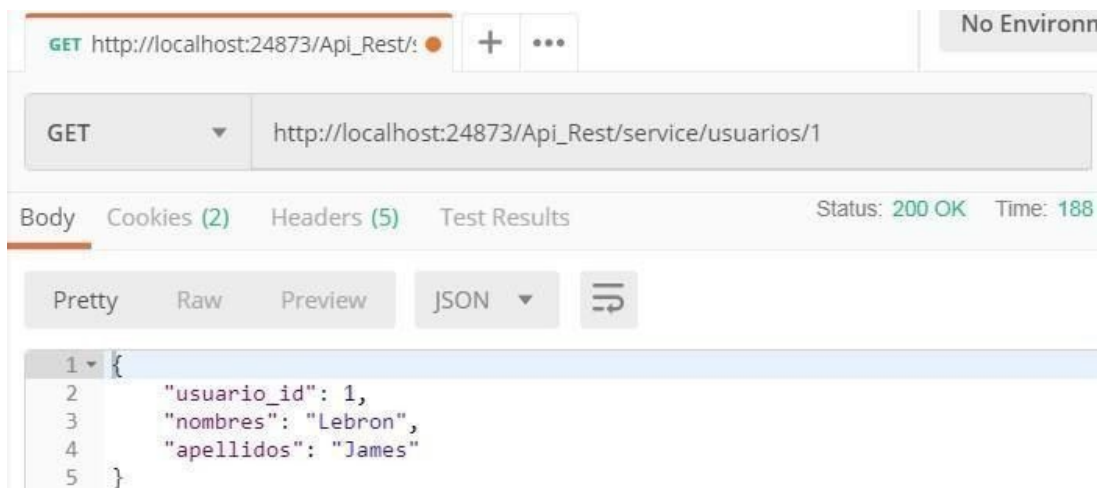 GET http://localhost:24873/Api_Rest/s
No Environm
GET http://localhost:24873/Api_Rest/service/usuarios/1
Body Cookies (2) Headers (5) Test Results Status: 200 OK Time: 188
Pretty Raw Preview JSON
1 {
2 "usuario_id": 1,
3 "nombres": "Lebron",
4 "apellidos": "James"
5 }